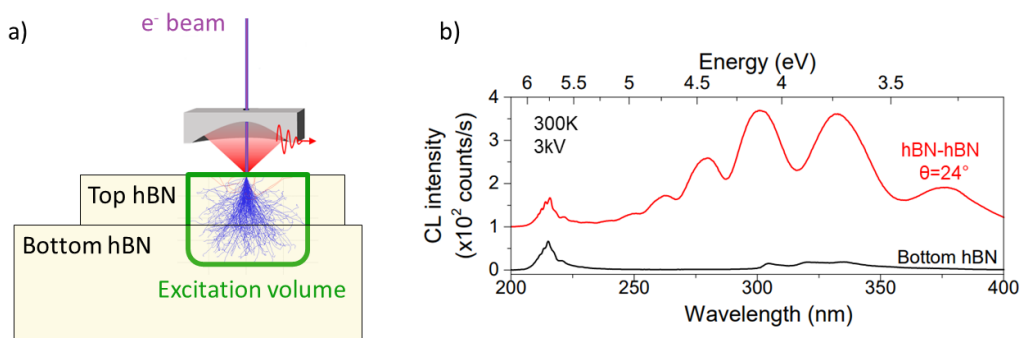 a)
e⁻ beam
Top hBN
Bottom hBN
Excitation volume
b)
Energy (eV)
6 5.5 5 4.5 4 3.5
4
3
2
1
0
CL intensity
(x10² counts/s)
300K
3kV
hBN-hBN
θ=24°
Bottom hBN
200 250 300 350 400
Wavelength (nm)